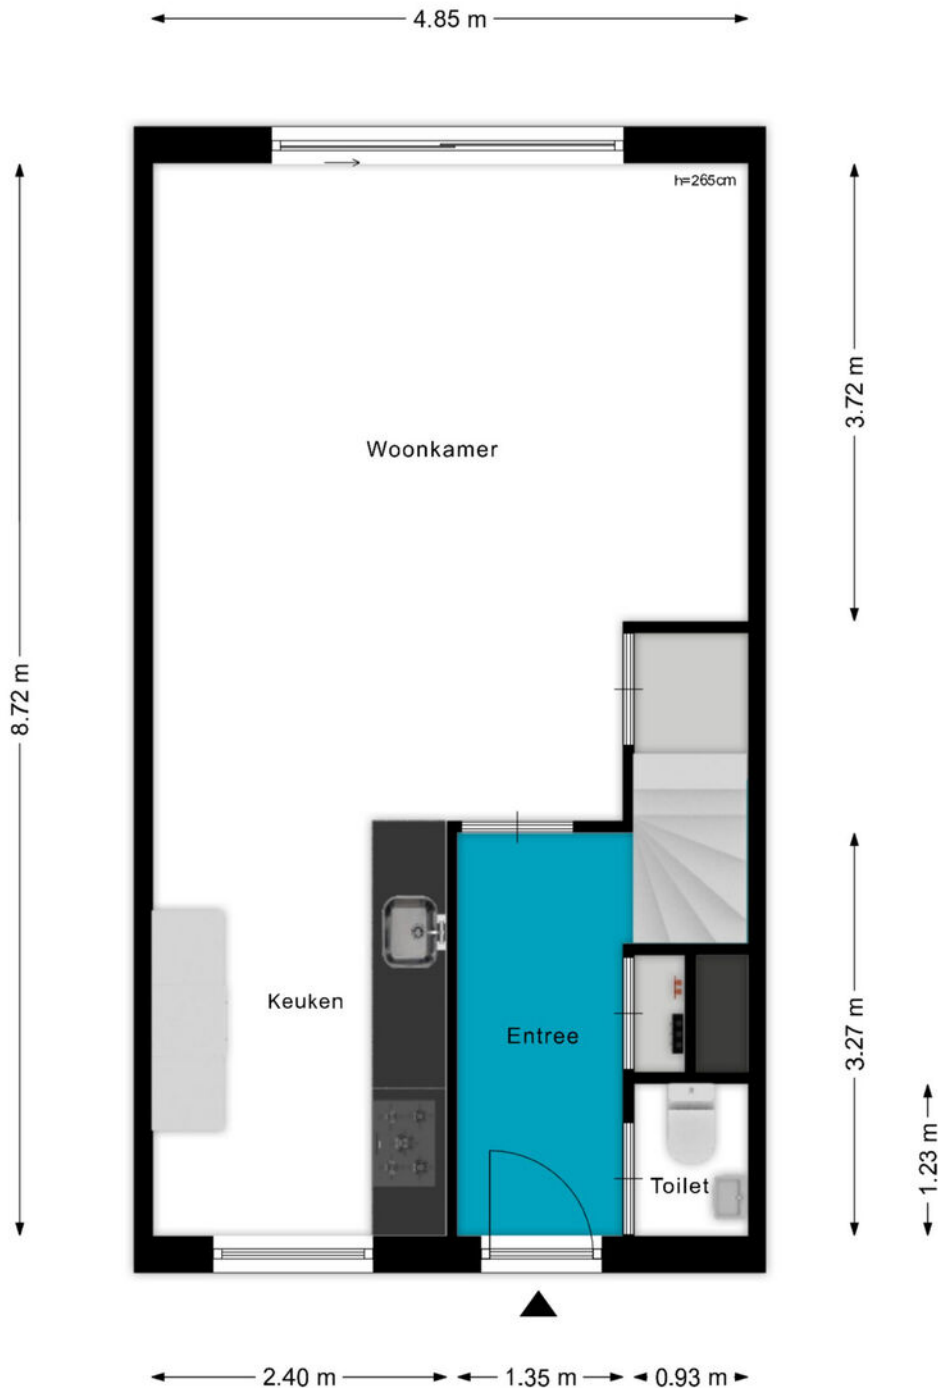 4.85 m
h=265cm
3.72 m
Woonkamer
8.72 m
Keuken
Entree
3.27 m
1.23 m
Toilet
2.40 m
1.35 m
0.93 m